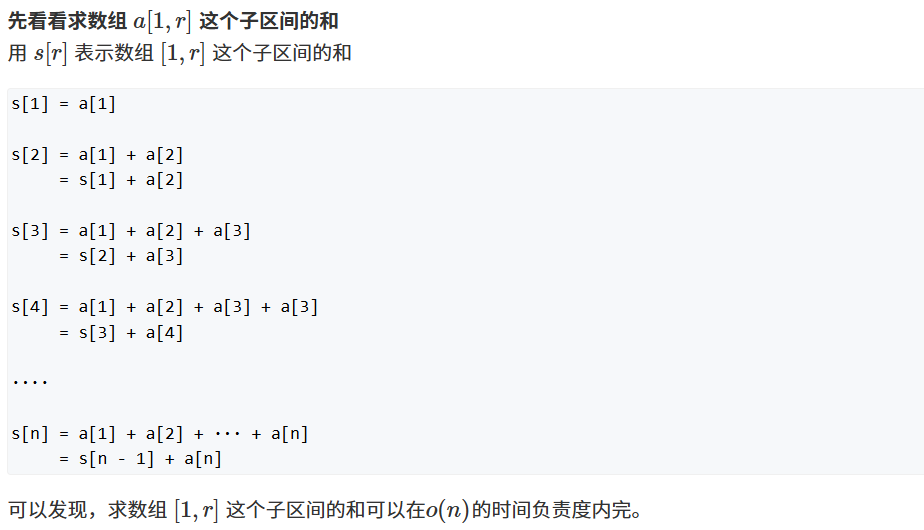 先看看求数组 a[1, r] 这个子区间的和
用 s[r] 表示数组 [1, r] 这个子区间的和
s[1] = a[1]
s[2] = a[1] + a[2]
= s[1] + a[2]
s[3] = a[1] + a[2] + a[3]
= s[2] + a[3]
s[4] = a[1] + a[2] + a[3] + a[3]
= s[3] + a[4]
....
s[n] = a[1] + a[2] + ··· + a[n]
= s[n - 1] + a[n]
可以发现，求数组 [1, r] 这个子区间的和可以在o(n)的时间负责度内完。